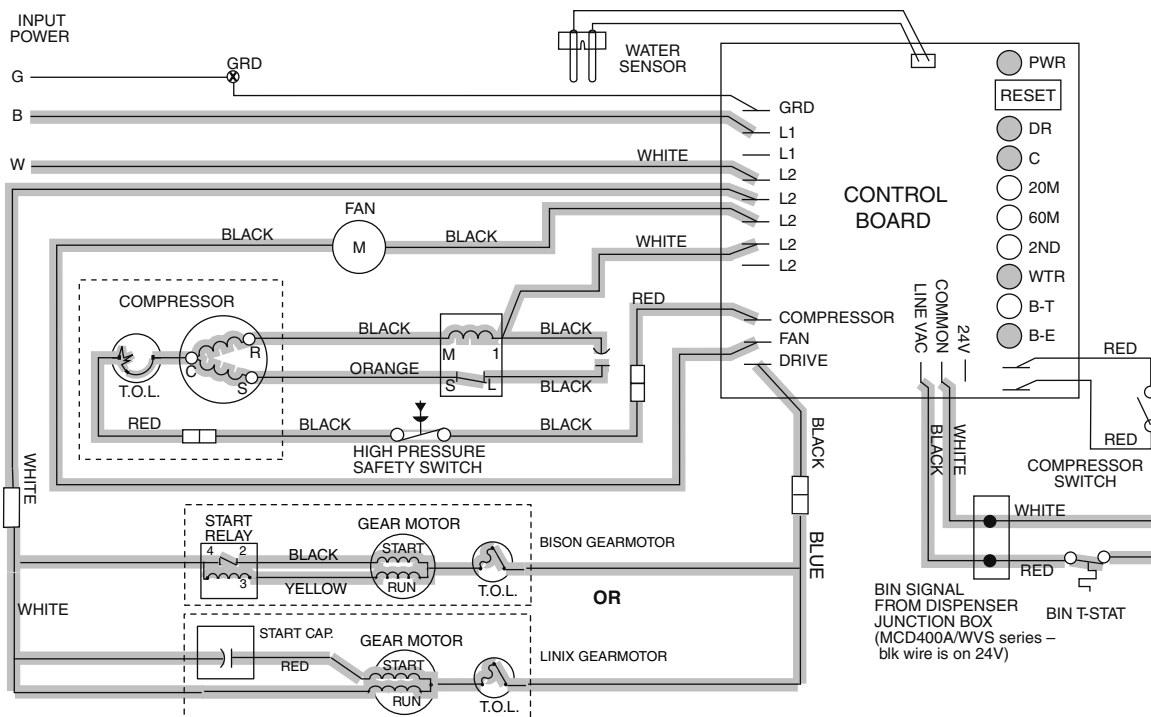 INPUT
POWER
G
GRD
B
W
WHITE
WATER
SENSOR
GRD
L1
L1
L2
L2
L2
L2
L2
CONTROL
BOARD
PWR
RESET
DR
C
20M
60M
2ND
WTR
B-T
B-E
FAN
M
BLACK
BLACK
WHITE
COMPRESSOR
RED
COMPRESSOR
FAN
DRIVE
LINE VAC
COMMON
24V
RED
RED
COMPRESSOR
SWITCH
BLACK
BLACK
R
C
S
M
1
S
L
ORANGE
BLACK
T.O.L.
RED
BLACK
BLACK
HIGH PRESSURE
SAFETY SWITCH
WHITE
BLACK
BLUE
BLACK
WHITE
WHITE
RED
BIN T-STAT
BIN SIGNAL
FROM DISPENSER
JUNCTION BOX
(MCD400A/WVS series –
blk wire is on 24V)
START
RELAY
4
2
3
BLACK
YELLOW
GEAR MOTOR
START
RUN
T.O.L.
BISON GEARMOTOR
OR
WHITE
START CAP.
RED
GEAR MOTOR
START
RUN
T.O.L.
LINIX GEARMOTOR